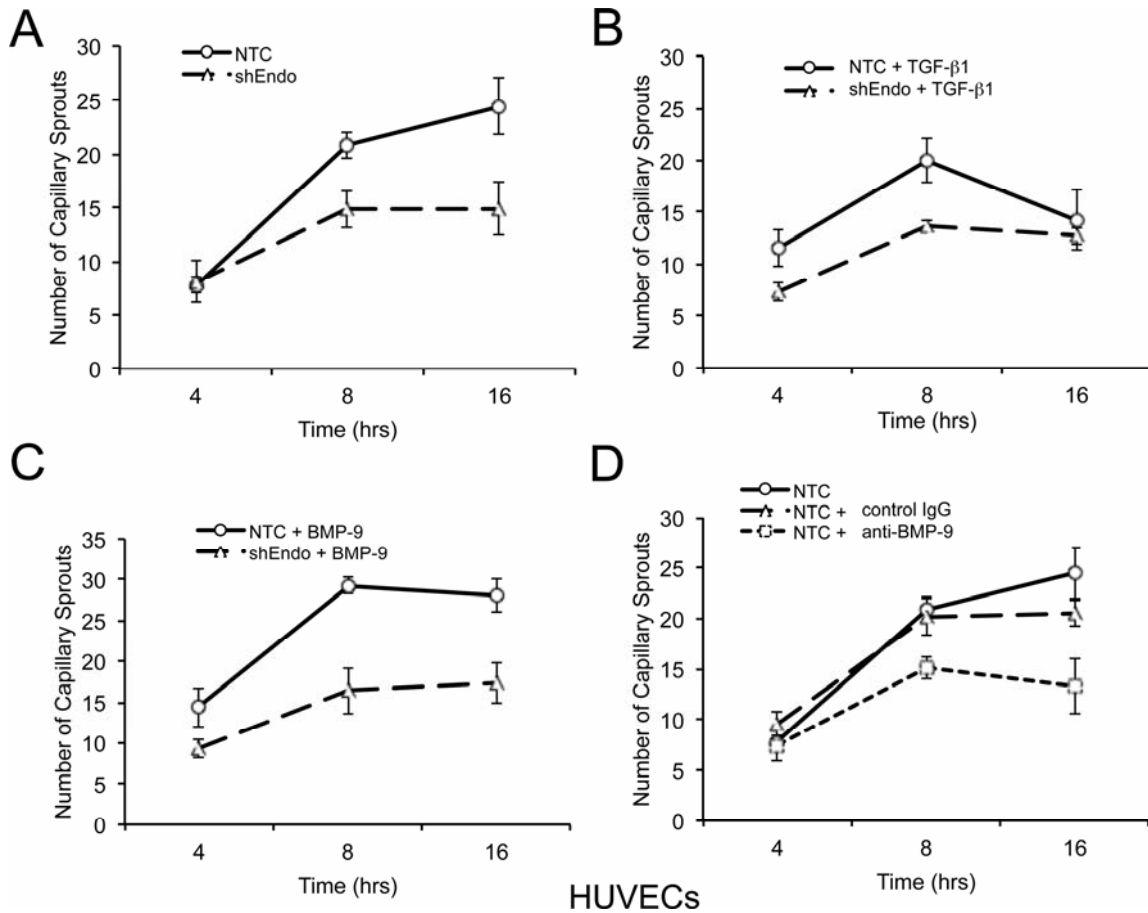 A
NTC
shEndo
Number of Capillary Sprouts
30
25
20
15
10
5
0
4 8 16
Time (hrs)
B
NTC + TGF-β1
shEndo + TGF-β1
Number of Capillary Sprouts
30
25
20
15
10
5
0
4 8 16
Time (hrs)
C
NTC + BMP-9
shEndo + BMP-9
Number of Capillary Sprouts
35
30
25
20
15
10
5
0
4 8 16
Time (hrs)
D
NTC
NTC + control IgG
NTC + anti-BMP-9
Number of Capillary Sprouts
30
25
20
15
10
5
0
4 8 16
Time (hrs)
HUVECs